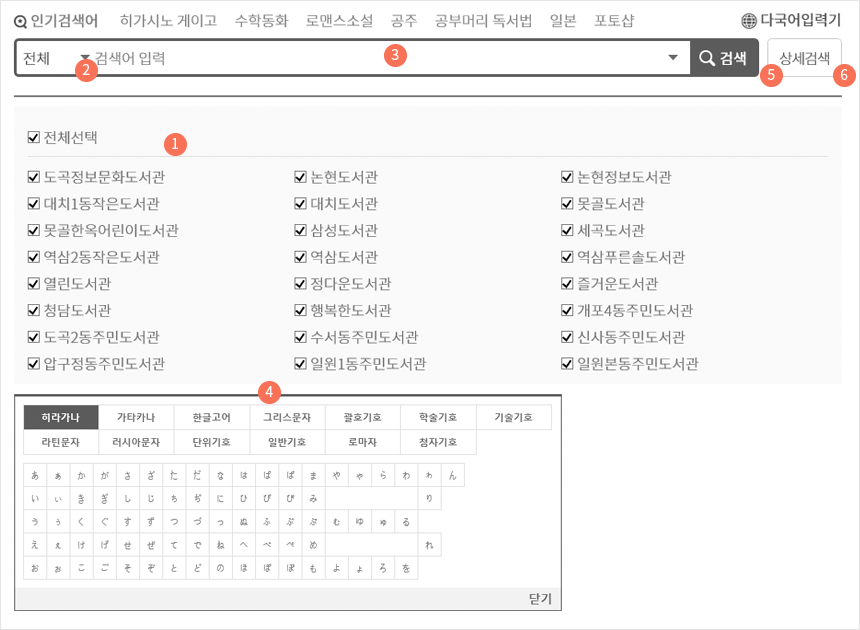 인기검색어 히가시노 게이고 수학동화 로맨스소설 공주 공부머리 독서법 일본 포토샵 다국어입력기
전체 검색어 입력 검색 상세검색
2 3 5 6
전체선택 1
도곡정보문화도서관 논현도서관 논현정보도서관
대치1동작은도서관 대치도서관 못골도서관
못골한옥어린이도서관 삼성도서관 세곡도서관
역삼2동작은도서관 역삼도서관 역삼푸른솔도서관
열린도서관 정다운도서관 즐거운도서관
청담도서관 행복한도서관 개포4동주민도서관
도곡2동주민도서관 수서동주민도서관 신사동주민도서관
압구정동주민도서관 일원1동주민도서관 일원본동주민도서관
4
히라가나 가타카나 한글고어 그리스문자 괄호기호 학술기호 기술기호
라틴문자 러시아문자 단위기호 일반기호 로마자 첨자기호
あ ぁ か が さ ざ た だ な は ば ぱ ま や ゃ ら わ ゎ ん
い ぃ き ぎ し じ ち ぢ に ひ び ぴ み り
う ぅ く ぐ す ず つ づ っ ぬ ふ ぶ ぷ む ゆ ゅ る
え ぇ け げ せ ぜ て で ね へ べ ぺ め れ
お ぉ こ ご そ ぞ と ど の ほ ぼ ぽ も よ ょ ろ を
닫기